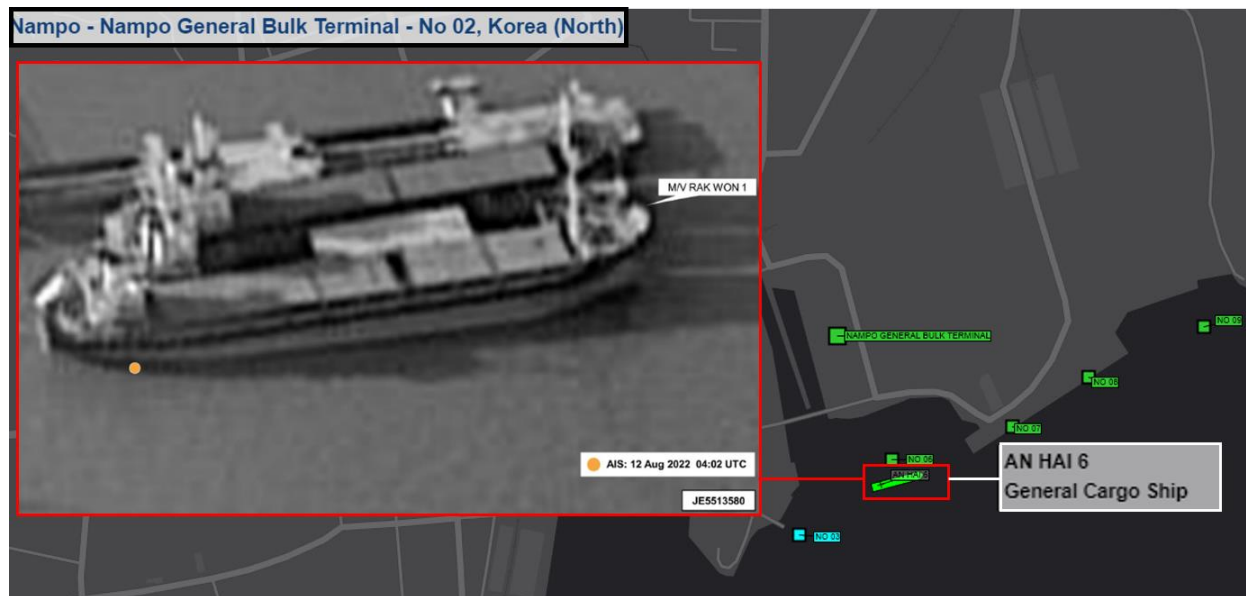 Nampo - Nampo General Bulk Terminal - No 02, Korea (North)
M/V RAK WON 1
AIS: 12 Aug 2022 04:02 UTC
JE5513580
NO 09
NAMPO GENERAL BULK TERMINAL
NO 08
NO 07
NO 06
AN HAI 6
AN HAI 6
General Cargo Ship
NO 03